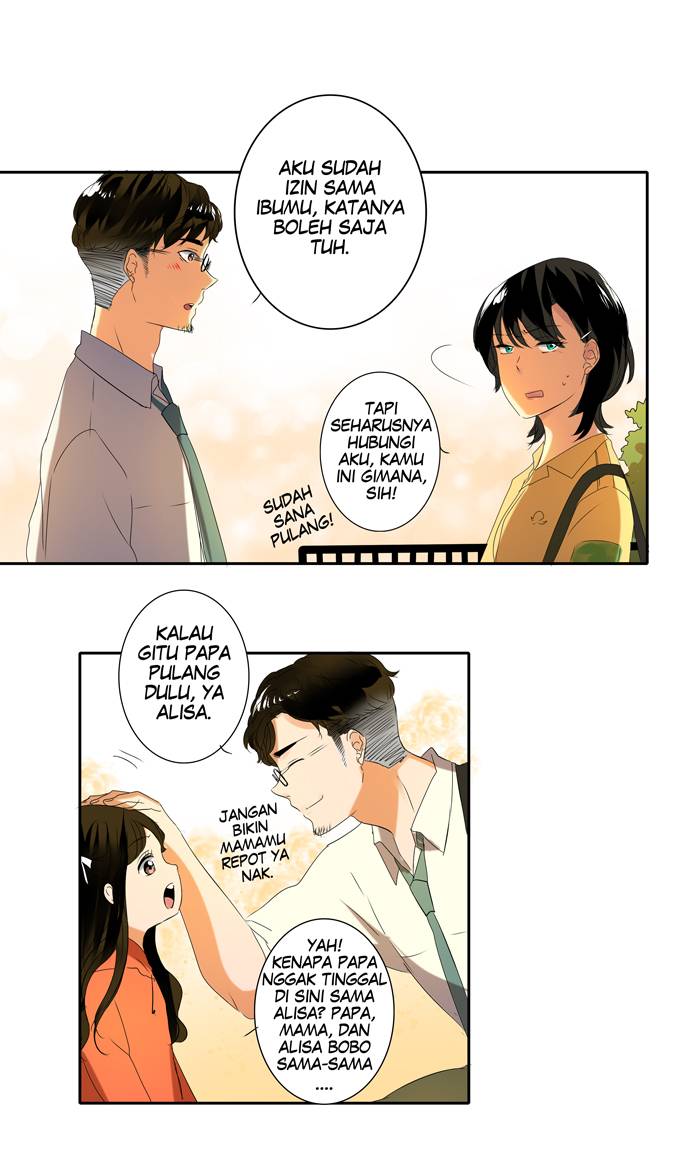 AKU SUDAH
IZIN SAMA
IBUMU, KATANYA
BOLEH SAJA
TUH.
TAPI
SEHARUSNYA
HUBUNGI
AKU, KAMU
INI GIMANA,
SIH!
SUDAH
SANA
PULANG!
KALAU
GITU PAPA
PULANG
DULU, YA
ALISA.
JANGAN
BIKIN
MAMAMU
REPOT YA
NAK.
YAH!
KENAPA PAPA
NGGAK TINGGAL
DI SINI SAMA
ALISA? PAPA,
MAMA, DAN
ALISA BOBO
SAMA-SAMA
....